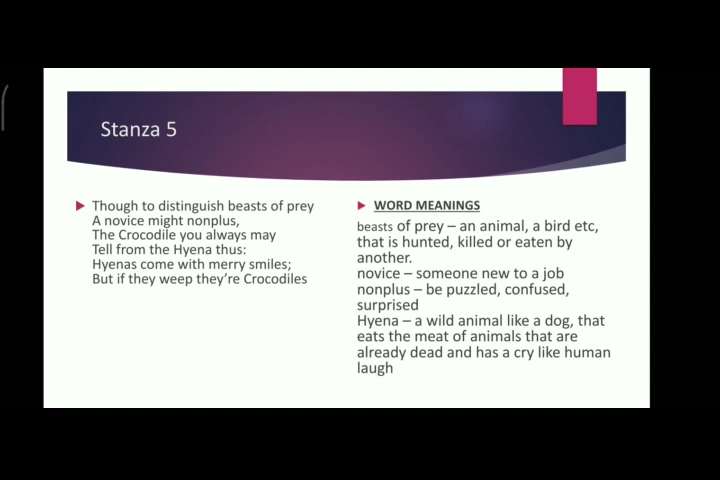 Stanza 5
Though to distinguish beasts of prey
A novice might nonplus,
The Crocodile you always may
Tell from the Hyena thus:
Hyenas come with merry smiles;
But if they weep they're Crocodiles
WORD MEANINGS
beasts of prey – an animal, a bird etc,
that is hunted, killed or eaten by
another.
novice – someone new to a job
nonplus – be puzzled, confused,
surprised
Hyena – a wild animal like a dog, that
eats the meat of animals that are
already dead and has a cry like human
laugh